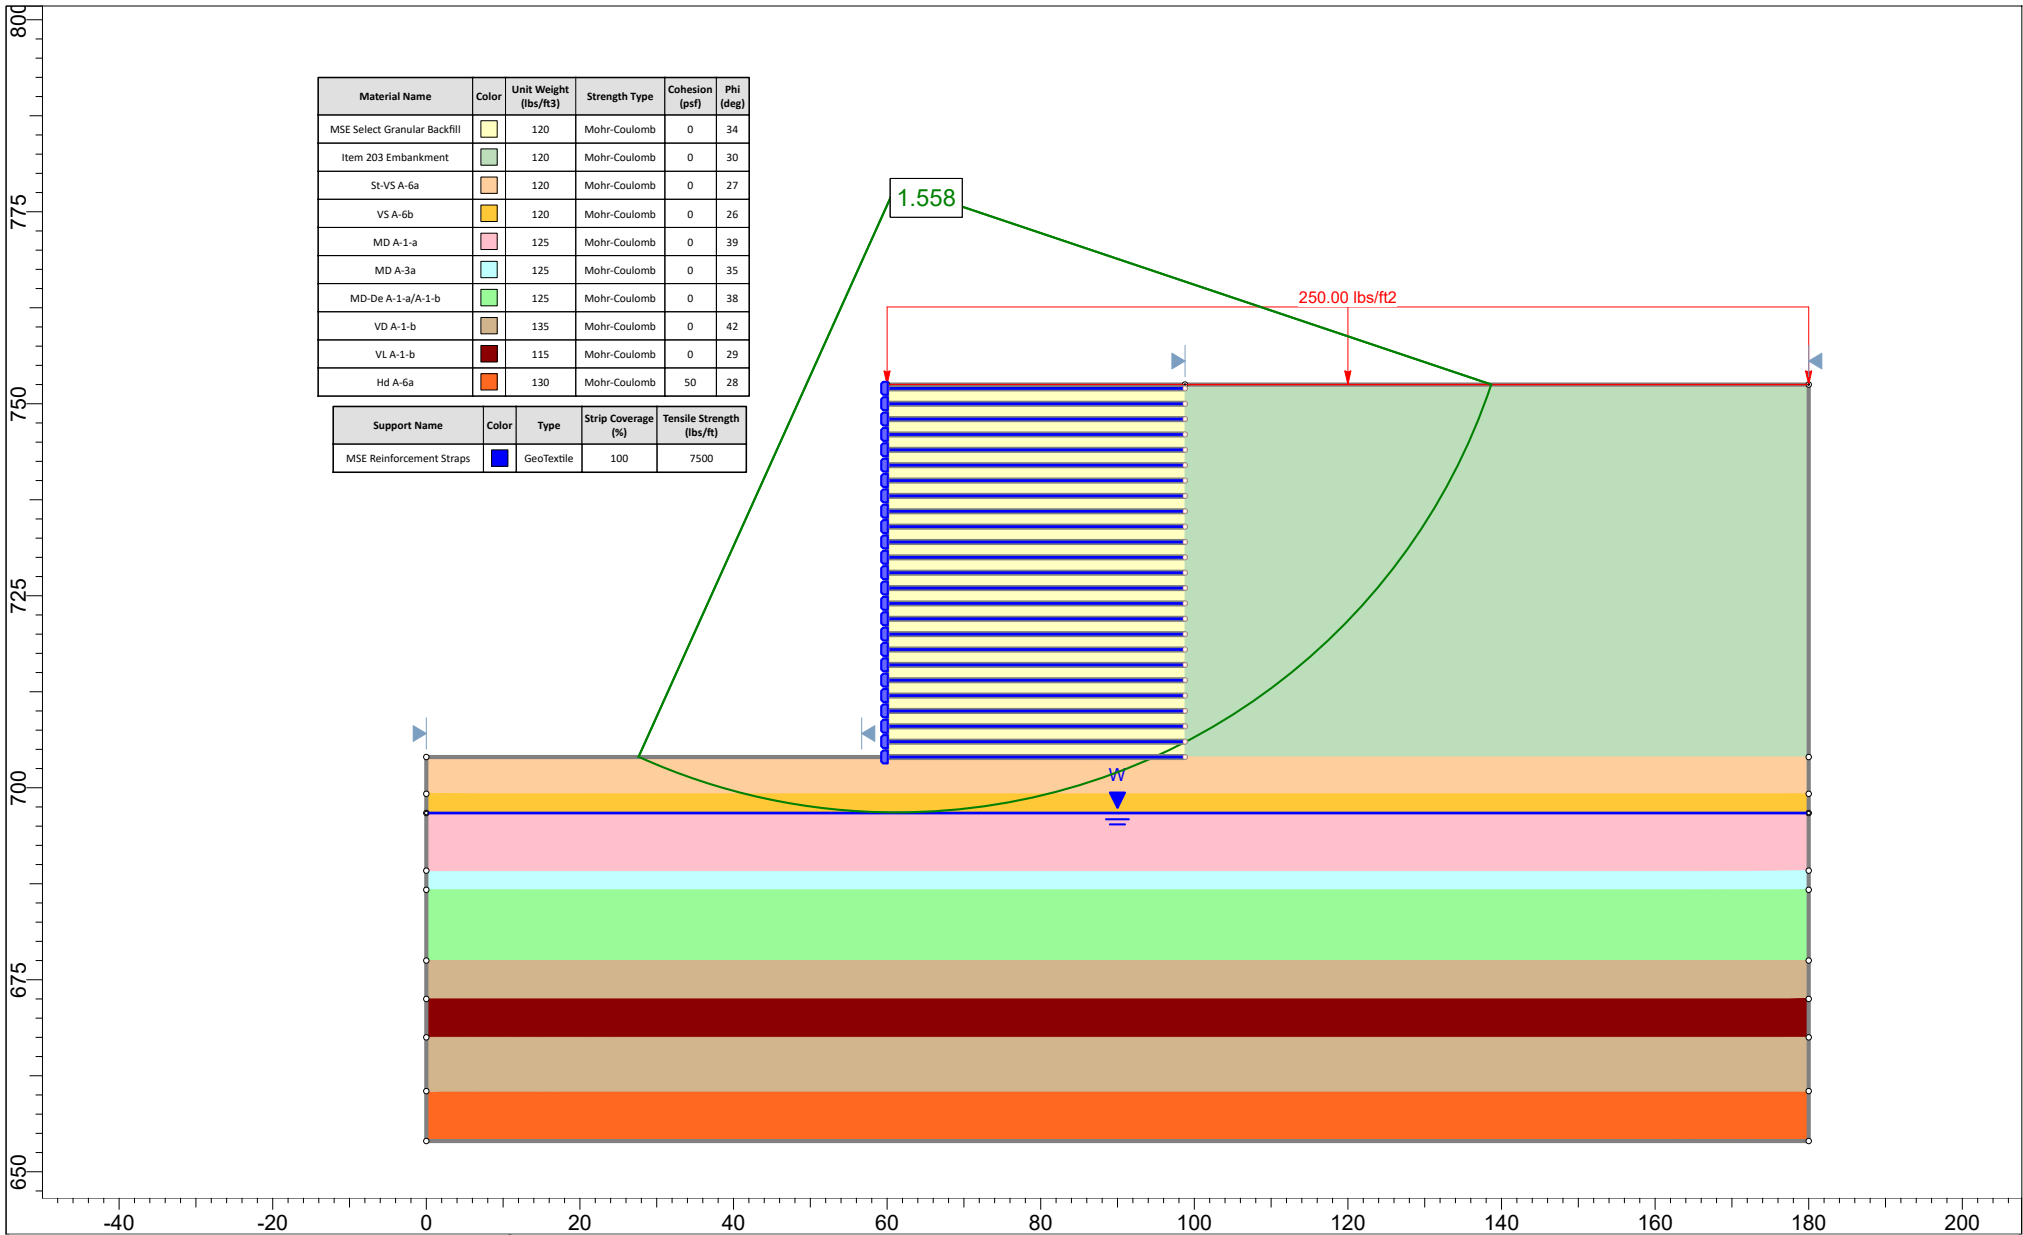 800
775
750
725
700
675
650
Material Name Color Unit Weight (lbs/ft3) Strength Type Cohesion (psf) Phi (deg)
MSE Select Granular Backfill 120 Mohr-Coulomb 0 34
Item 203 Embankment 120 Mohr-Coulomb 0 30
St-VS A-6a 120 Mohr-Coulomb 0 27
VS A-6b 120 Mohr-Coulomb 0 26
MD A-1-a 125 Mohr-Coulomb 0 39
MD A-3a 125 Mohr-Coulomb 0 35
MD-De A-1-a/A-1-b 125 Mohr-Coulomb 0 38
VD A-1-b 135 Mohr-Coulomb 0 42
VL A-1-b 115 Mohr-Coulomb 0 29
Hd A-6a 130 Mohr-Coulomb 50 28
Support Name Color Type Strip Coverage (%) Tensile Strength (lbs/ft)
MSE Reinforcement Straps GeoTextile 100 7500
1.558
250.00 lbs/ft2
W
-40 -20 0 20 40 60 80 100 120 140 160 180 200